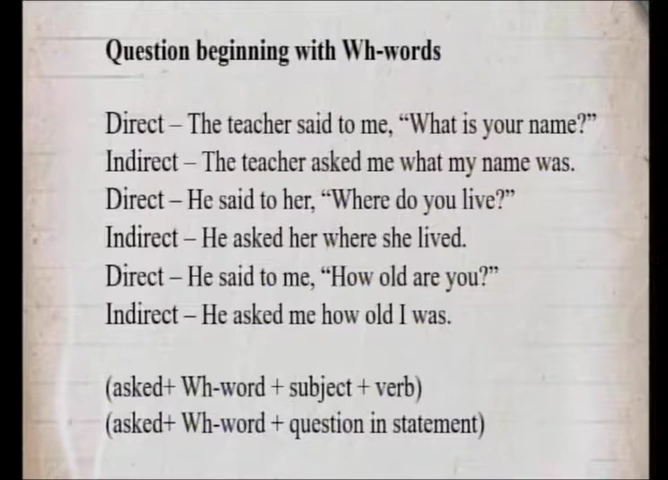 Question beginning with Wh-words
Direct – The teacher said to me, “What is your name?”
Indirect – The teacher asked me what my name was.
Direct – He said to her, “Where do you live?”
Indirect – He asked her where she lived.
Direct – He said to me, “How old are you?”
Indirect – He asked me how old I was.
(asked+ Wh-word + subject + verb)
(asked+ Wh-word + question in statement)